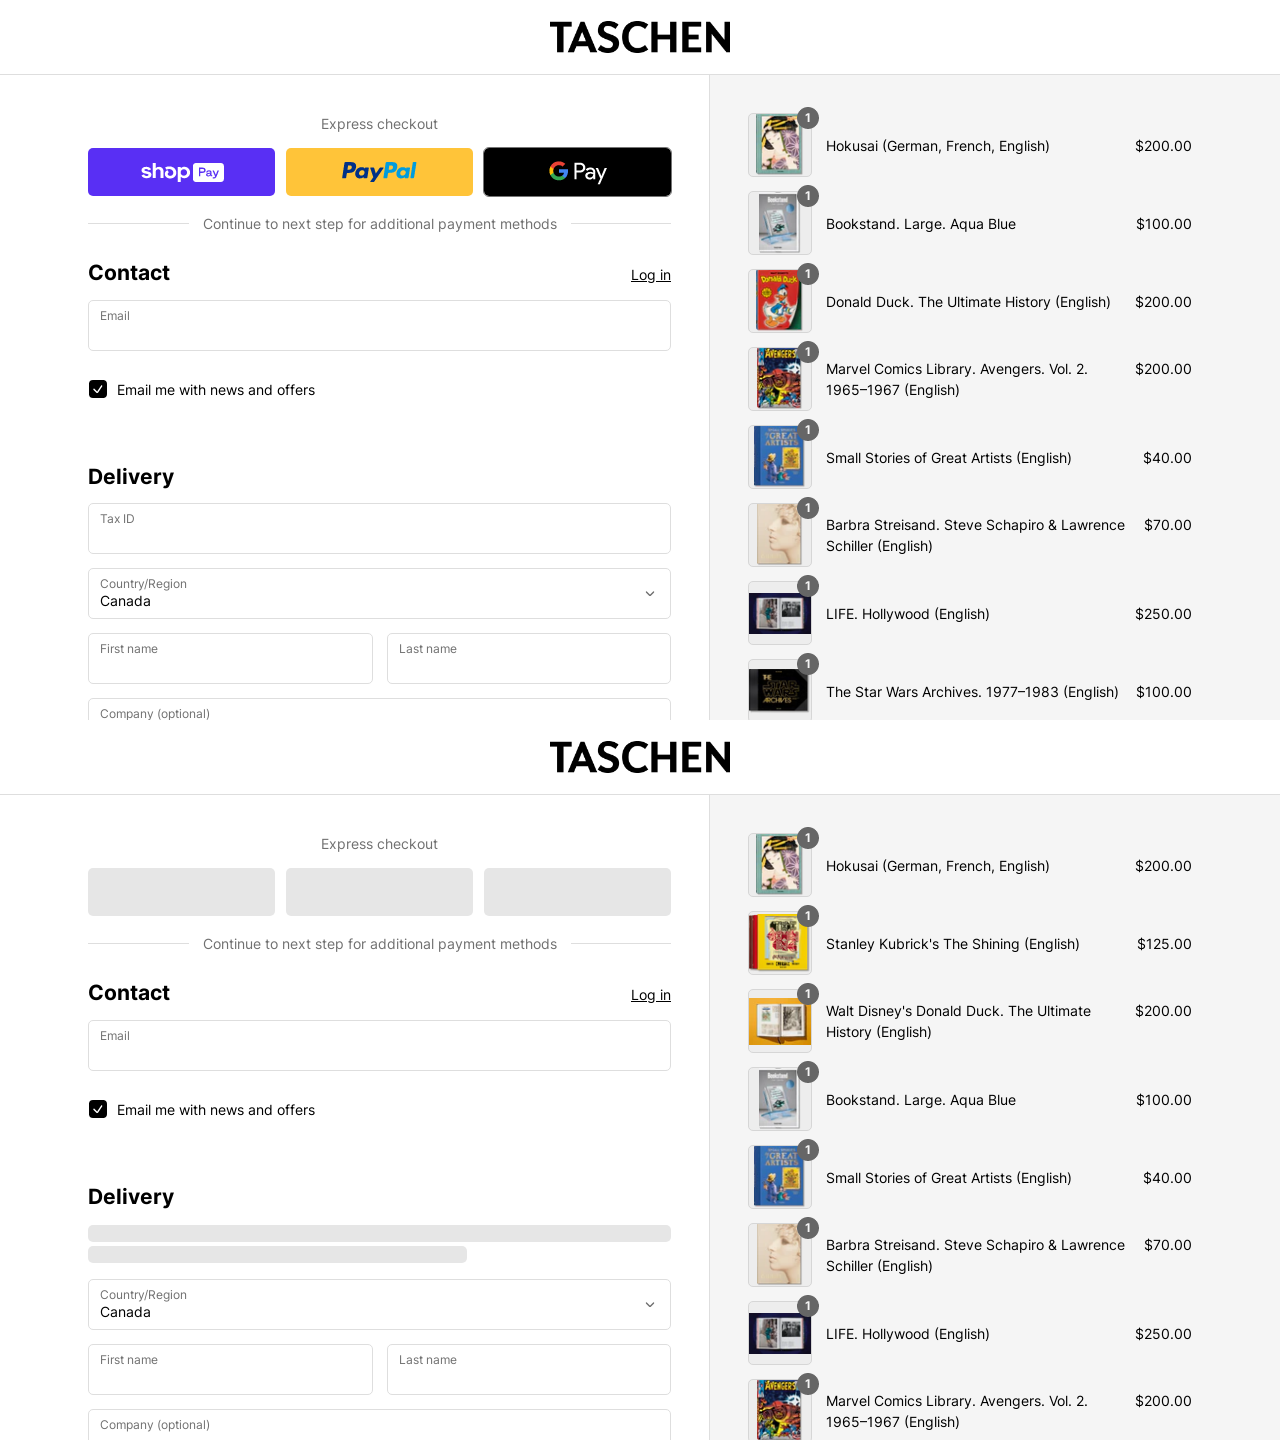 TASCHEN
Express checkout
shop Pay
PayPal
G Pay
Continue to next step for additional payment methods
Contact
Log in
Email
Email me with news and offers
Delivery
Tax ID
Country/Region
Canada
First name
Last name
Company (optional)
1
Hokusai (German, French, English)
$200.00
1
Bookstand. Large. Aqua Blue
$100.00
1
Donald Duck. The Ultimate History (English)
$200.00
1
Marvel Comics Library. Avengers. Vol. 2.
1965–1967 (English)
$200.00
1
Small Stories of Great Artists (English)
$40.00
1
Barbra Streisand. Steve Schapiro & Lawrence
Schiller (English)
$70.00
1
LIFE. Hollywood (English)
$250.00
1
The Star Wars Archives. 1977–1983 (English)
$100.00
TASCHEN
Express checkout
Continue to next step for additional payment methods
Contact
Log in
Email
Email me with news and offers
Delivery
Country/Region
Canada
First name
Last name
Company (optional)
1
Hokusai (German, French, English)
$200.00
1
Stanley Kubrick's The Shining (English)
$125.00
1
Walt Disney's Donald Duck. The Ultimate
History (English)
$200.00
1
Bookstand. Large. Aqua Blue
$100.00
1
Small Stories of Great Artists (English)
$40.00
1
Barbra Streisand. Steve Schapiro & Lawrence
Schiller (English)
$70.00
1
LIFE. Hollywood (English)
$250.00
1
Marvel Comics Library. Avengers. Vol. 2.
1965–1967 (English)
$200.00